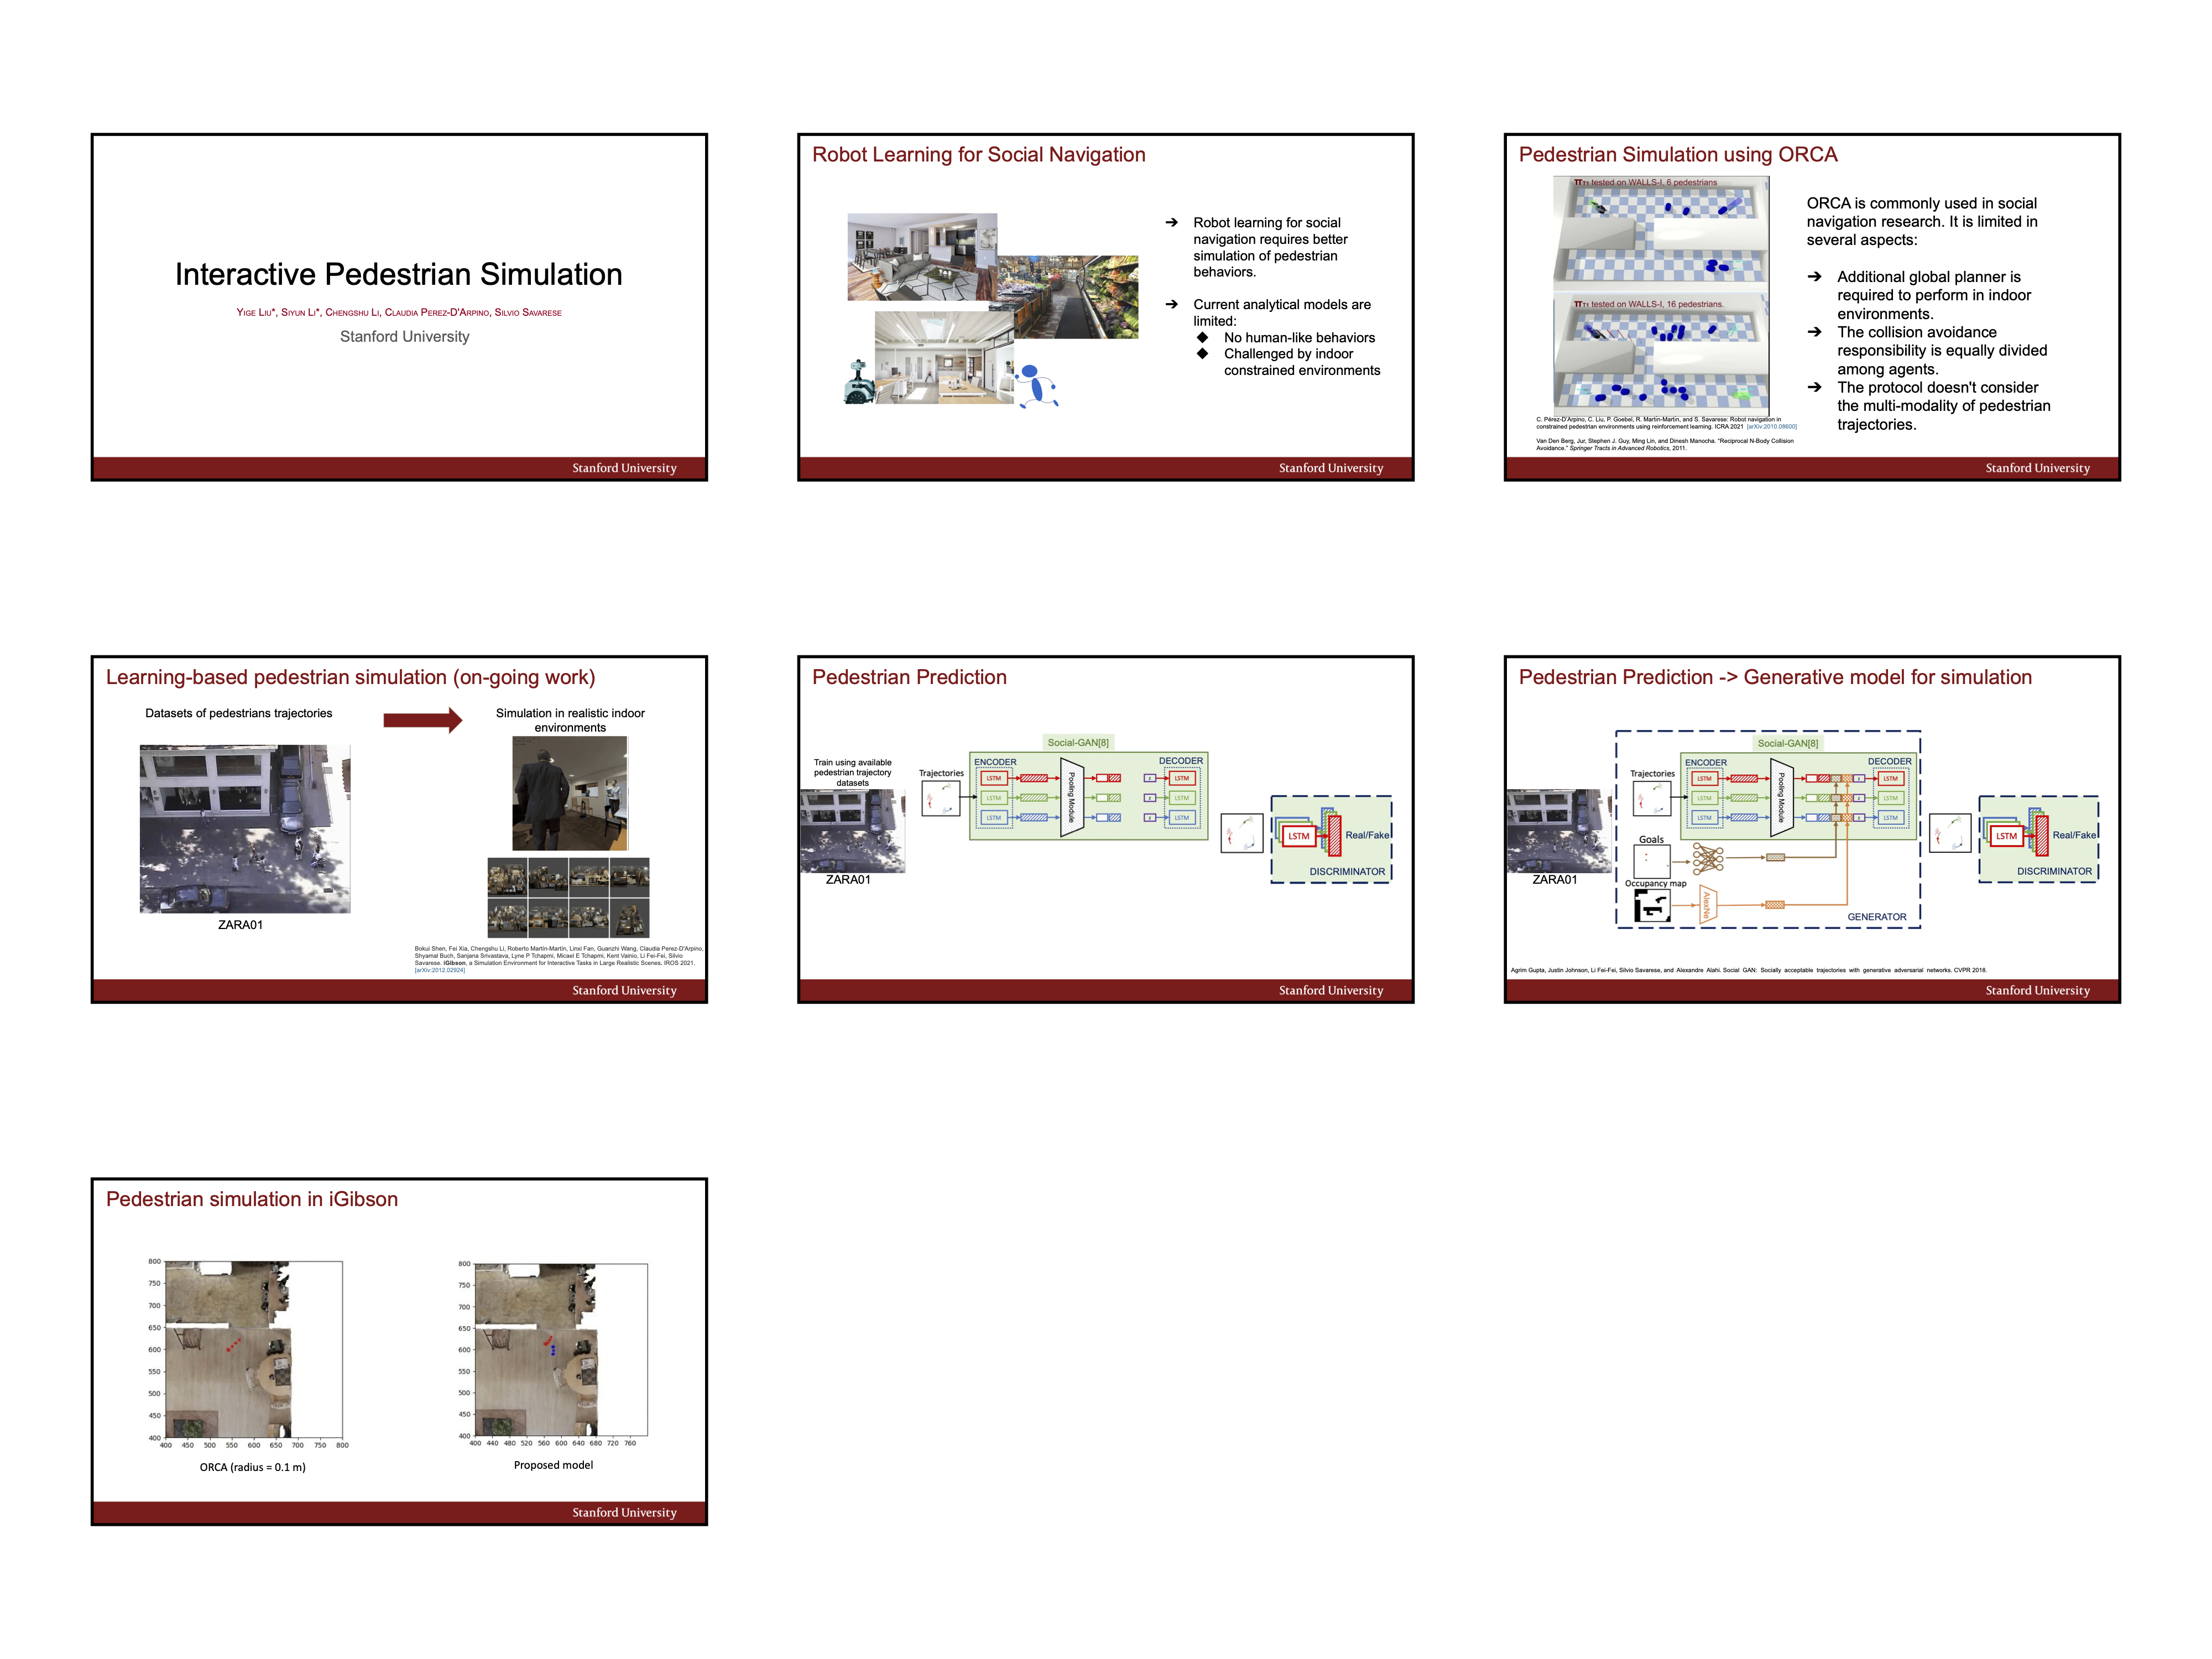 Interactive Pedestrian Simulation
Yige Liu*, Siyun Li*, Chengshu Li, Claudia Perez-D'Arpino, Silvio Savarese
Stanford University
Stanford University
Robot Learning for Social Navigation
➔ Robot learning for social
navigation requires better
simulation of pedestrian
behaviors.
➔ Current analytical models are
limited:
◆ No human-like behaviors
◆ Challenged by indoor
constrained environments
Stanford University
Pedestrian Simulation using ORCA
tested on WALLS-I, 6 pedestrians
tested on WALLS-I, 16 pedestrians.
C. Pérez-D'Arpino, C. Liu, P. Goebel, R. Martín-Martín, and S. Savarese. Robot navigation in
constrained pedestrian environments using reinforcement learning. ICRA 2021 [arXiv:2010.08600]
Van Den Berg, Jur, Stephen J. Guy, Ming Lin, and Dinesh Manocha. "Reciprocal N-Body Collision
Avoidance." Springer Tracts in Advanced Robotics, 2011.
ORCA is commonly used in social
navigation research. It is limited in
several aspects:
➔ Additional global planner is
required to perform in indoor
environments.
➔ The collision avoidance
responsibility is equally divided
among agents.
➔ The protocol doesn't consider
the multi-modality of pedestrian
trajectories.
Stanford University
Learning-based pedestrian simulation (on-going work)
Datasets of pedestrians trajectories
ZARA01
Simulation in realistic indoor
environments
Bokui Shen, Fei Xia, Chengshu Li, Roberto Martín-Martín, Linxi Fan, Guanzhi Wang, Claudia Perez-D'Arpino,
Shyamal Buch, Sanjana Srivastava, Lyne P Tchapmi, Micael E Tchapmi, Kent Vainio, Li Fei-Fei, Silvio
Savarese. iGibson, a Simulation Environment for Interactive Tasks in Large Realistic Scenes. IROS 2021.
[arXiv:2012.02924]
Stanford University
Pedestrian Prediction
Train using available
pedestrian trajectory
datasets
ZARA01
Trajectories
Social-GAN[8]
ENCODER
LSTM
LSTM
LSTM
Pooling Module
z
z
z
DECODER
LSTM
LSTM
LSTM
LSTM
Real/Fake
DISCRIMINATOR
Stanford University
Pedestrian Prediction -> Generative model for simulation
ZARA01
Trajectories
Goals
Occupancy map
Social-GAN[8]
ENCODER
LSTM
LSTM
LSTM
Pooling Module
z
z
z
DECODER
LSTM
LSTM
LSTM
AlexNe
GENERATOR
LSTM
Real/Fake
DISCRIMINATOR
Agrim Gupta, Justin Johnson, Li Fei-Fei, Silvio Savarese, and Alexandre Alahi. Social GAN: Socially acceptable trajectories with generative adversarial networks. CVPR 2018.
Stanford University
Pedestrian simulation in iGibson
800
750
700
650
600
550
500
450
400
400 450 500 550 600 650 700 750 800
ORCA (radius = 0.1 m)
800
750
700
650
600
550
500
450
400
400 440 480 520 560 600 640 680 720 760
Proposed model
Stanford University